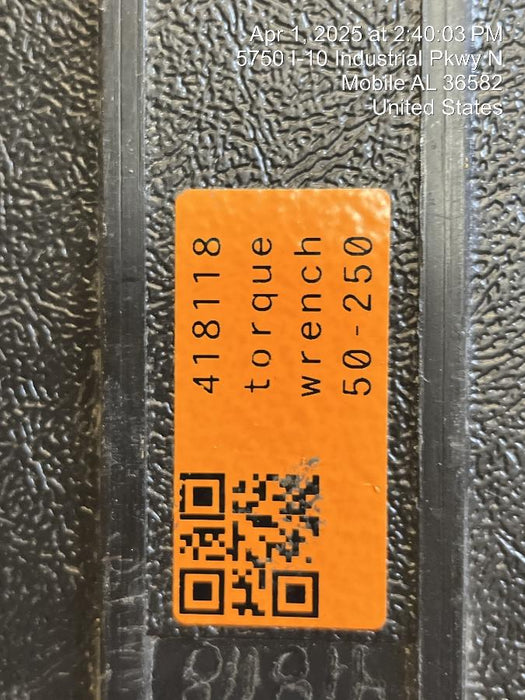 Apr 1, 2025 at 2:40:03 PM
5750 I-10 Industrial Pkwy N
Mobile AL 36582
United States
418118
torque
wrench
50-250